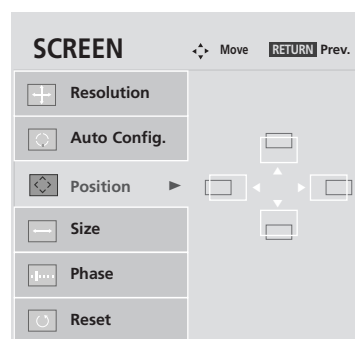 SCREEN Move RETURN Prev.
Resolution
Auto Config.
Position
Size
Phase
Reset